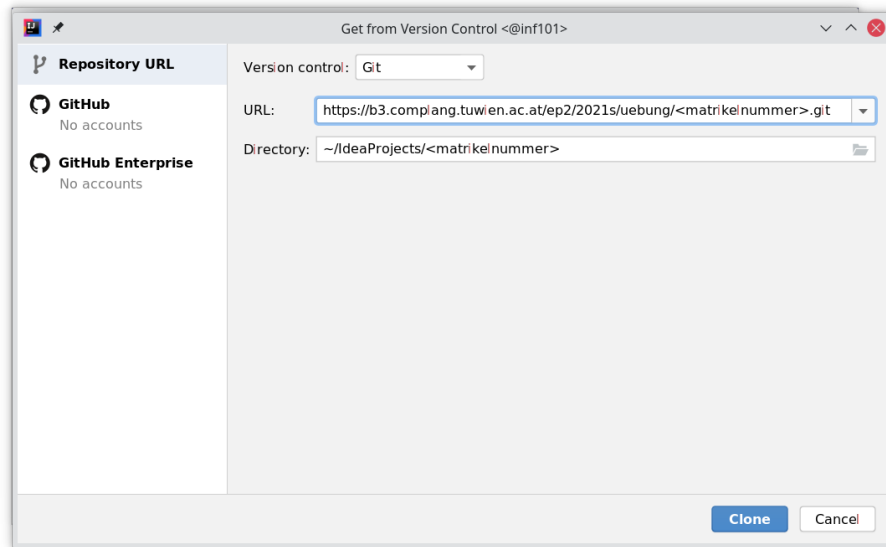 Get from Version Control <@inf101>
Repository URL
GitHub
No accounts
GitHub Enterprise
No accounts
Version control: Git
URL: https://b3.complang.tuwien.ac.at/ep2/2021s/uebung/<matrikelnummer>.git
Directory: ~/IdeaProjects/<matrikelnummer>
Clone Cancel